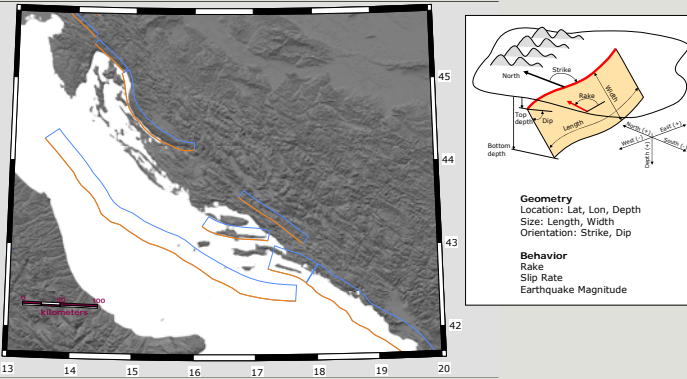 45
44
43
42
0
100
kilometers
13
14
15
16
17
18
19
20
North
Strike
Rake
Width
Top
depth
Dip
Length
Bottom
depth
North (+)
East (+)
West (-)
South (-)
Depth (+)
Geometry
Location: Lat, Lon, Depth
Size: Length, Width
Orientation: Strike, Dip
Behavior
Rake
Slip Rate
Earthquake Magnitude